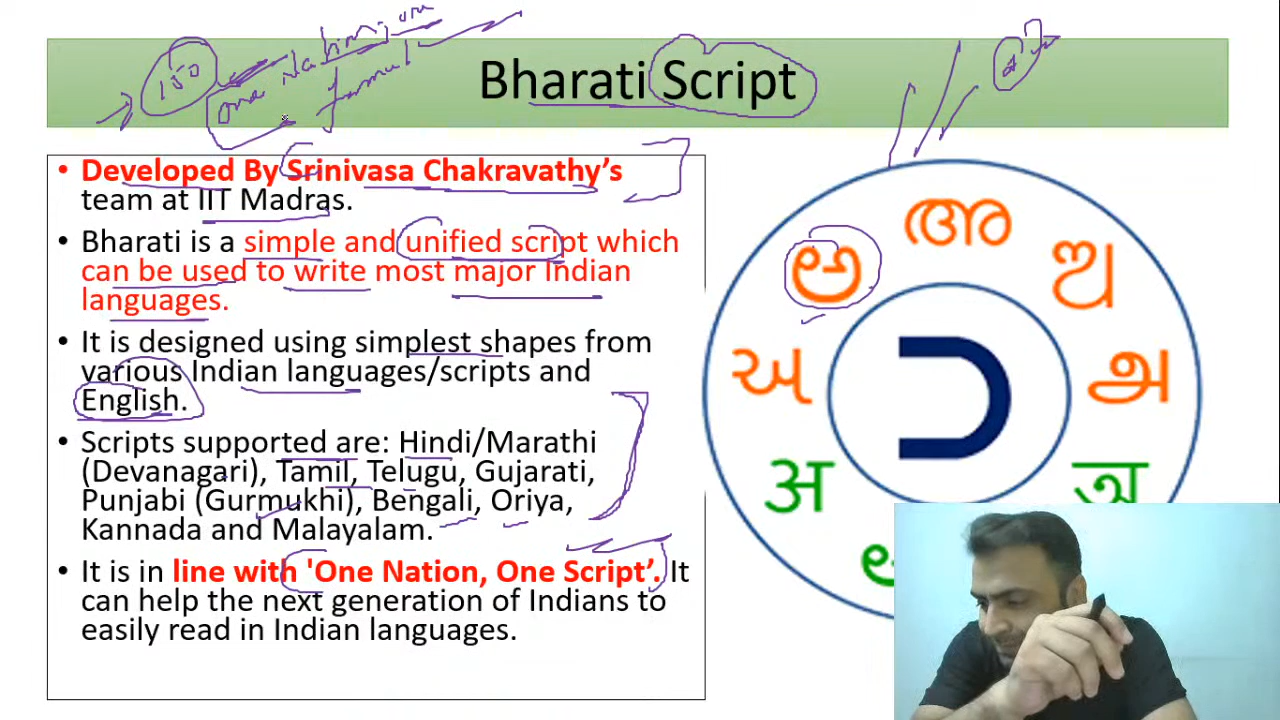 150
one
Bharati Script
• Developed By Srinivasa Chakravathy’s
team at IIT Madras.
• Bharati is a simple and unified script which
can be used to write most major Indian
languages.
• It is designed using simplest shapes from
various Indian languages/scripts and
English.
• Scripts supported are: Hindi/Marathi
(Devanagari), Tamil, Telugu, Gujarati,
Punjabi (Gurmukhi), Bengali, Oriya,
Kannada and Malayalam.
• It is in line with 'One Nation, One Script’. It
can help the next generation of Indians to
easily read in Indian languages.
അ
ಅ
ਅ
અ
அ
अ
অ